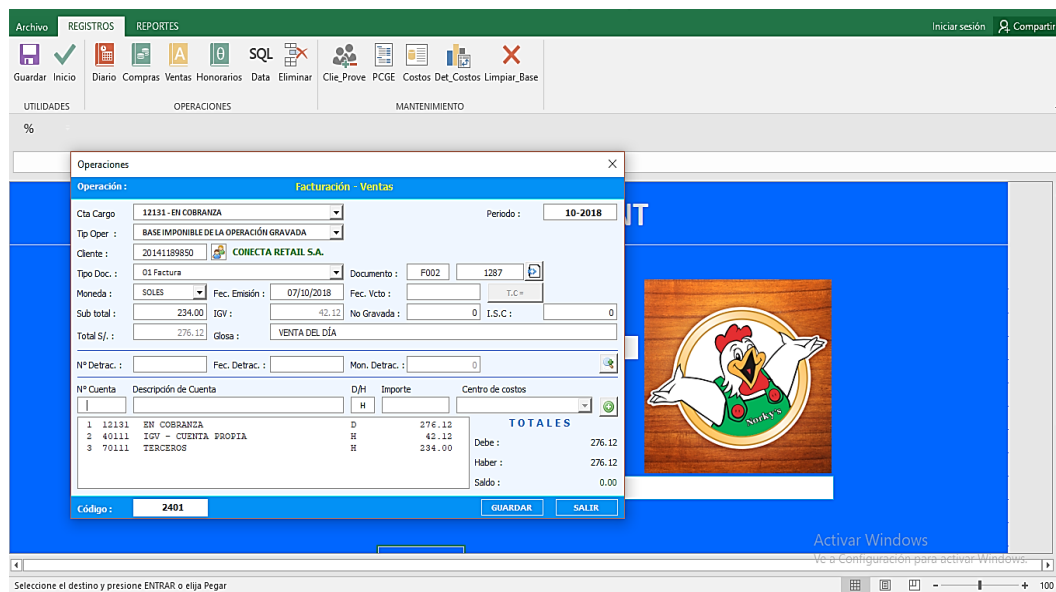 Archivo REGISTROS REPORTES Iniciar sesión Compartir
Guardar Inicio Diario Compras Ventas Honorarios SQL Data Eliminar Clie_Prove PCGE Costos Det_Costos Limpiar_Base
UTILIDADES OPERACIONES MANTENIMIENTO
%
Operaciones
Operación : Facturación - Ventas
NT
Cta Cargo 12131 - EN COBRANZA Periodo : 10-2018
Tip Oper : BASE IMPONIBLE DE LA OPERACIÓN GRAVADA
Cliente : 20141189850 CONECTA RETAIL S.A.
Tipo Doc. : 01 Factura Documento : F002 1287
Moneda : SOLES Fec. Emisión : 07/10/2018 Fec. Vcto : T.C =
Sub total : 234.00 IGV : 42.12 No Gravada : 0 I.S.C : 0
Total S/. : 276.12 Glosa : VENTA DEL DÍA
Nº Detrac. : Fec. Detrac. : Mon. Detrac. : 0
Nº Cuenta Descripción de Cuenta D/H Importe Centro de costos
H
1 12131 EN COBRANZA D 276.12
2 40111 IGV - CUENTA PROPIA H 42.12
3 70111 TERCEROS H 234.00
TOTALES
Debe : 276.12
Haber : 276.12
Saldo : 0.00
Código : 2401 GUARDAR SALIR
Norky's
Activar Windows
Ve a Configuración para activar Windows.
Seleccione el destino y presione ENTRAR o elija Pegar 100